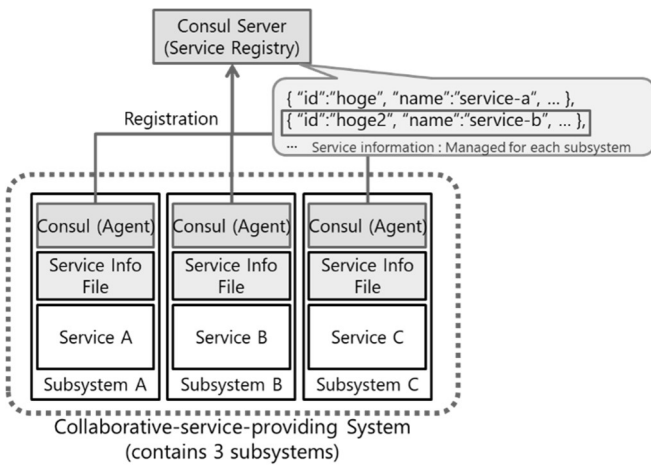 Consul Server
(Service Registry)
{ "id":"hoge", "name":"service-a", ... },
{ "id":"hoge2", "name":"service-b", ... },
... Service information : Managed for each subsystem
Registration
Consul (Agent) Consul (Agent) Consul (Agent)
Service Info Service Info Service Info
File File File
Service A Service B Service C
Subsystem A Subsystem B Subsystem C
Collaborative-service-providing System
(contains 3 subsystems)